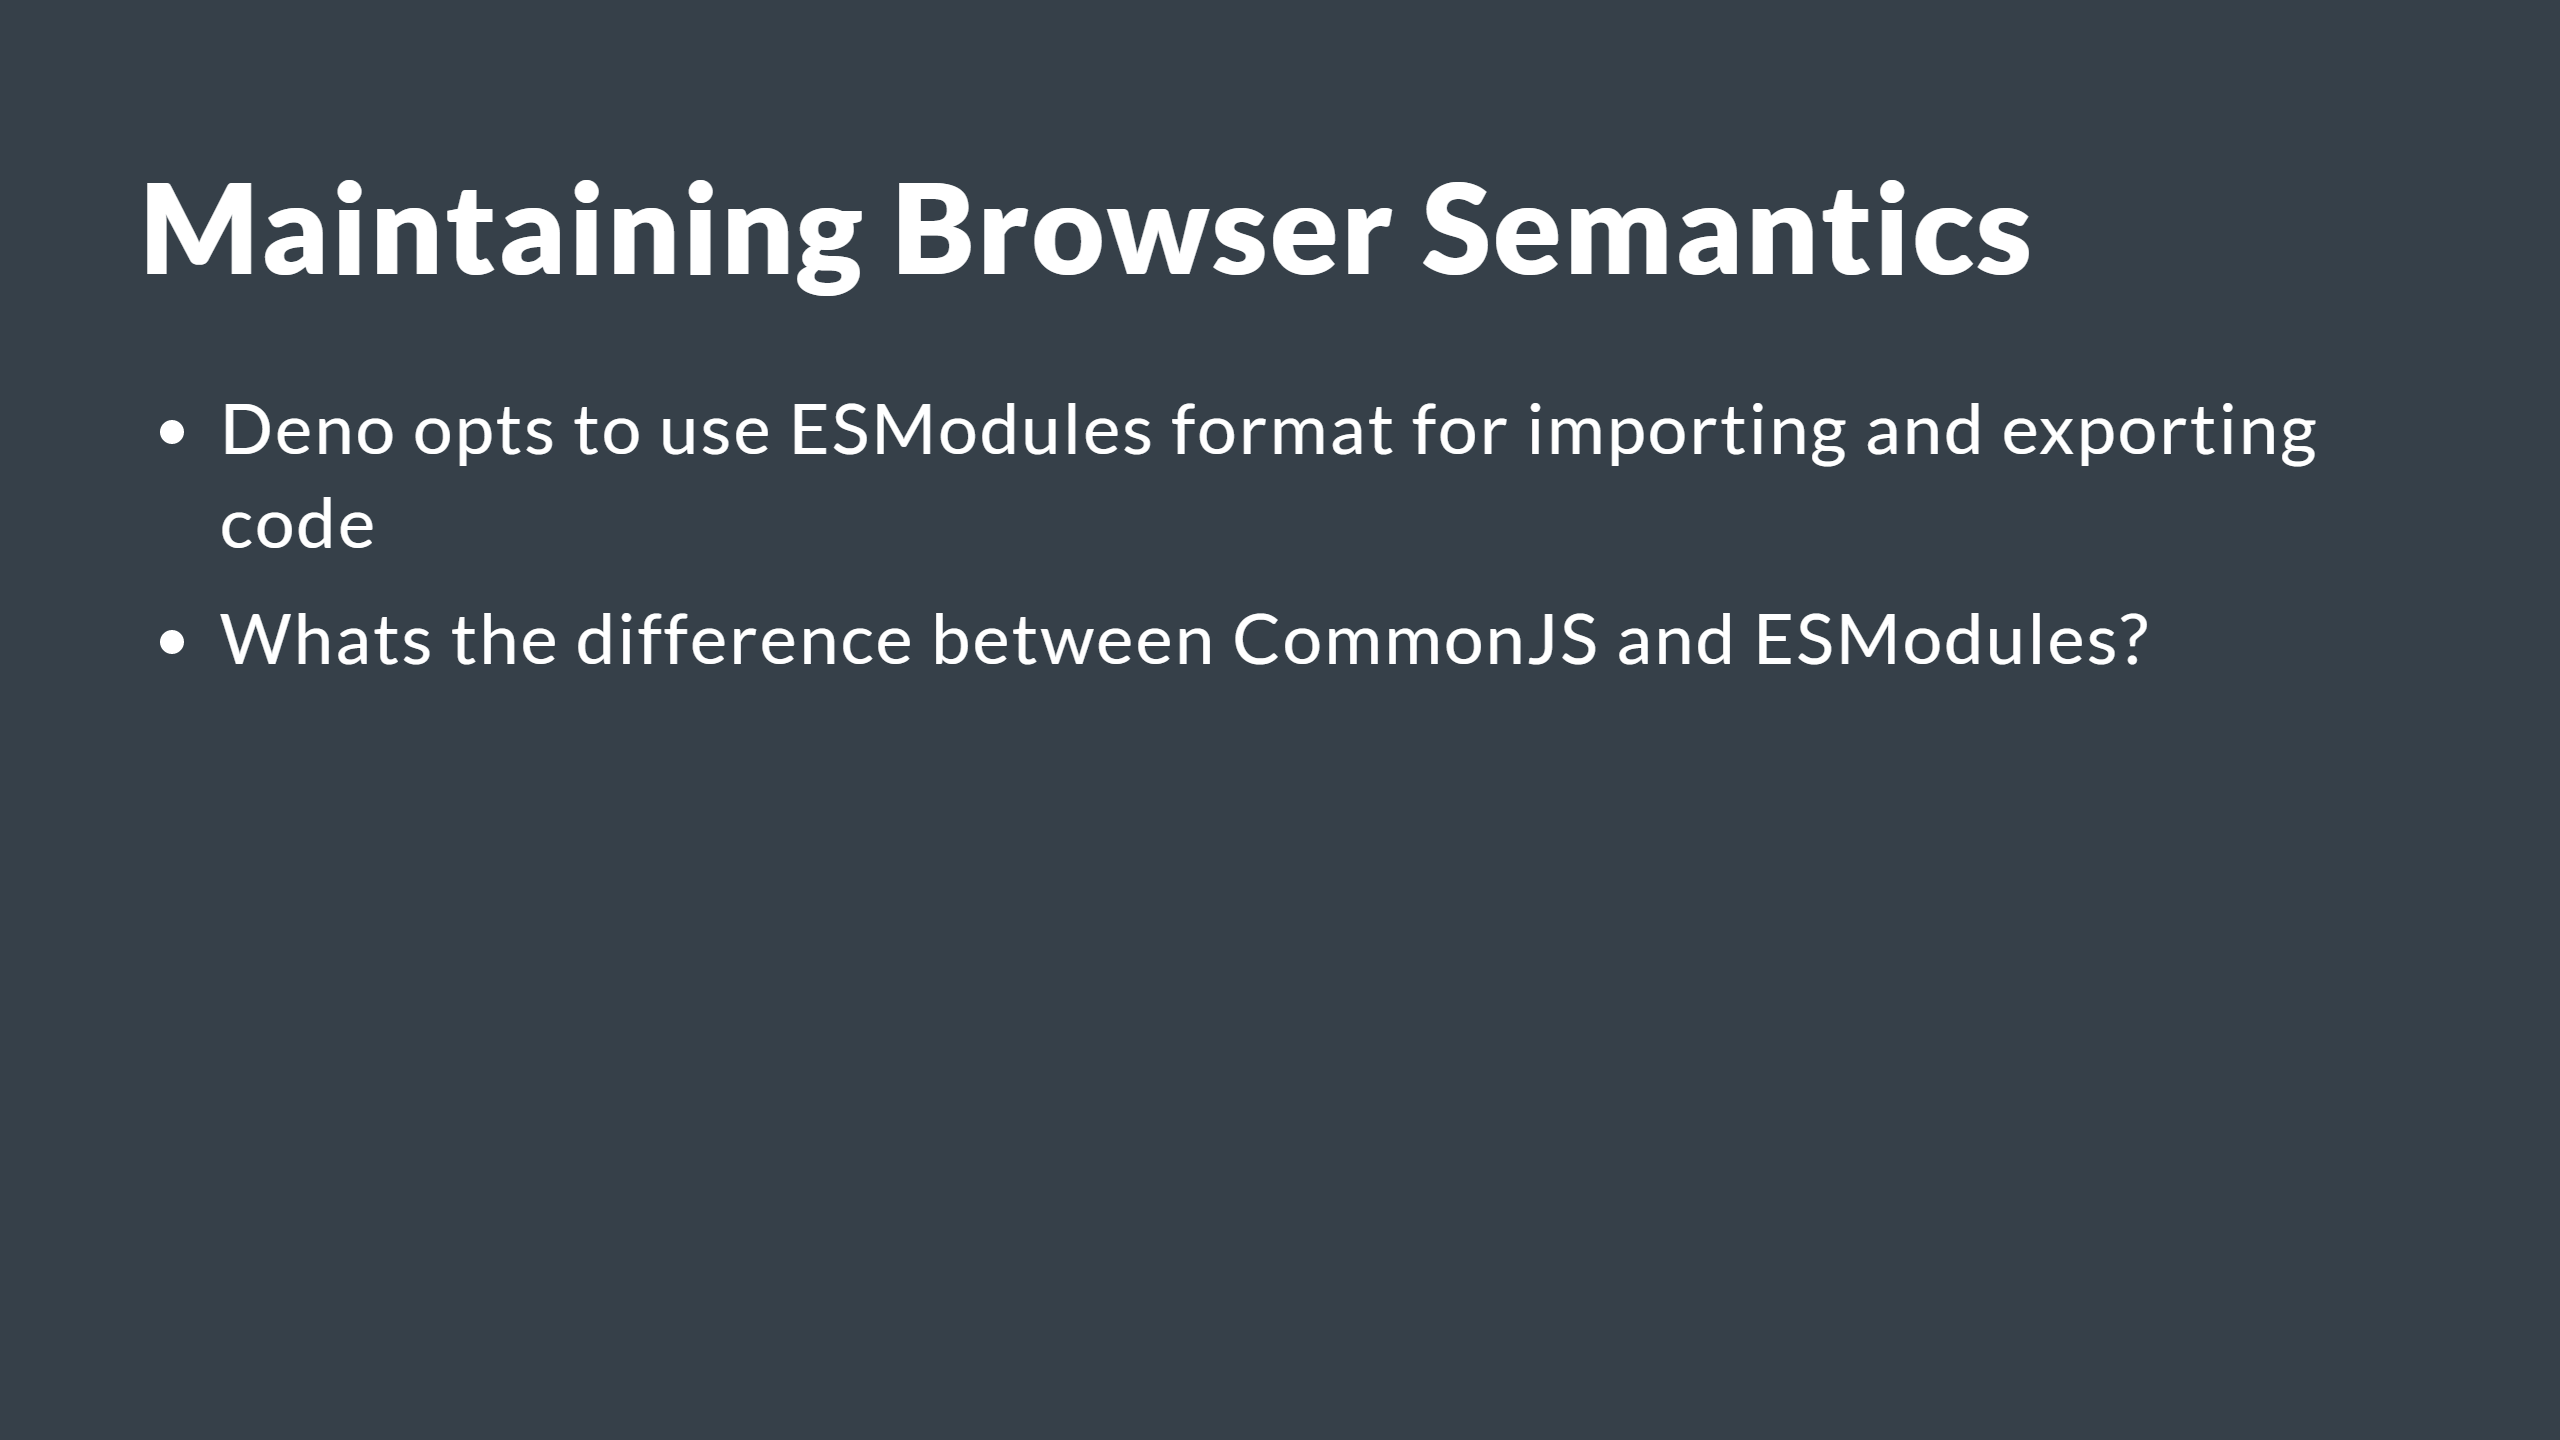 Maintaining Browser Semantics
• Deno opts to use ESModules format for importing and exporting
code
• Whats the difference between CommonJS and ESModules?